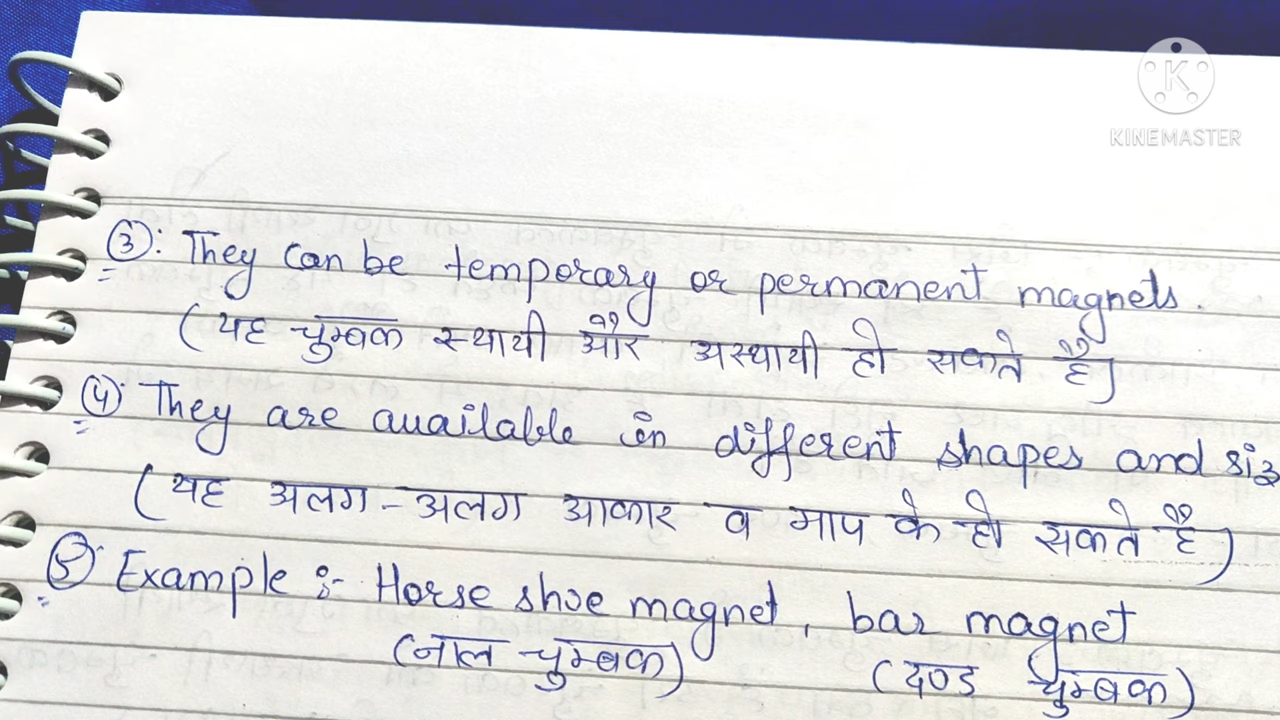 KINEMASTER
③: They can be temporary or permanent magnets.
(यह चुम्बक स्थायी और अस्थायी हो सकते हैं)
④: They are available in different shapes and siz
(यह अलग-अलग आकार व माप के हो सकते हैं)
⑤: Example :- Horse shoe magnet, bar magnet
(नाल चुम्बक) (दण्ड चुम्बक)